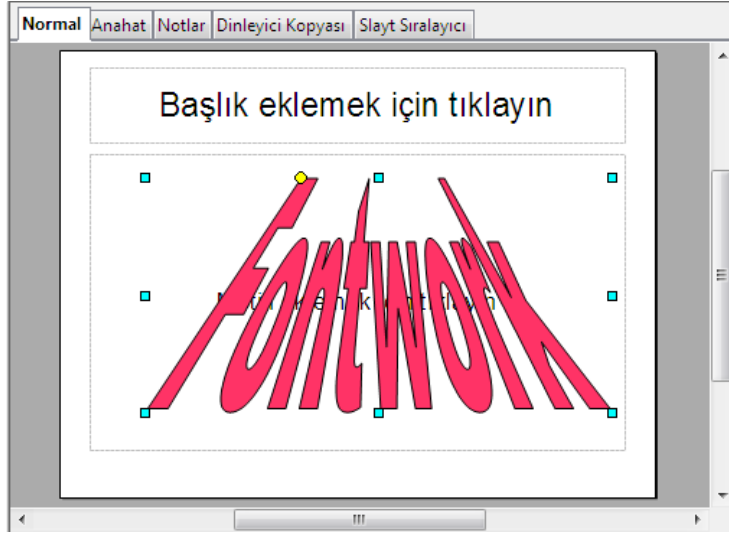 Normal Anahat Notlar Dinleyici Kopyası Slayt Sıralayıcı
Başlık eklemek için tıklayın
Fontwork